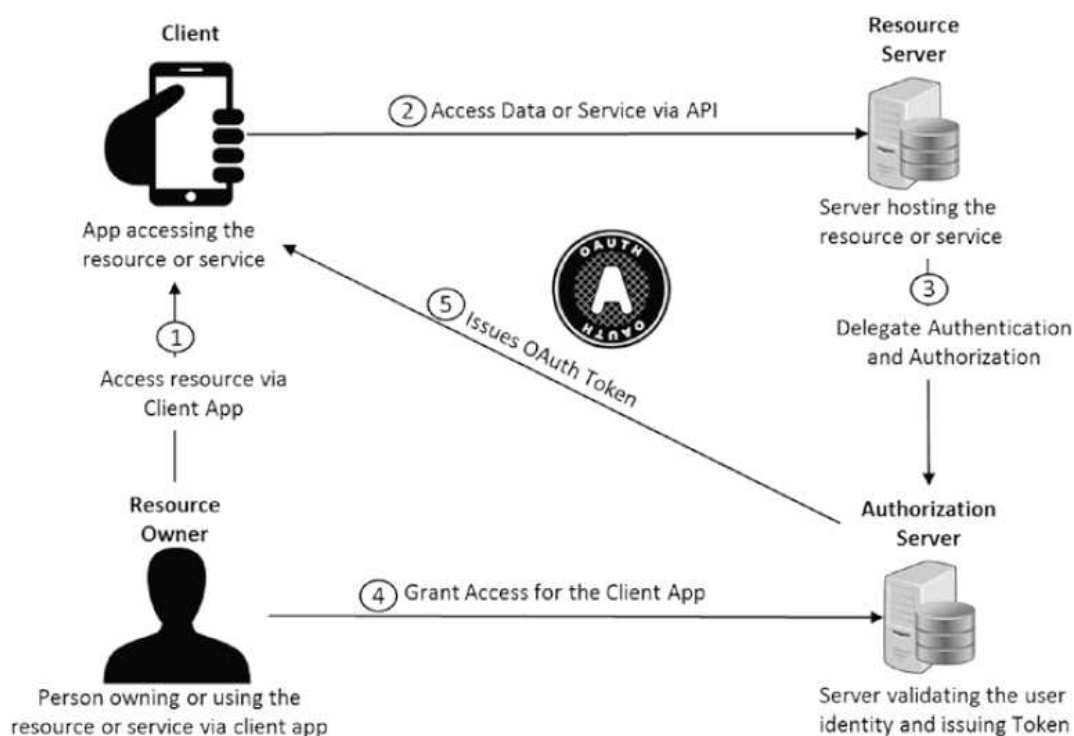 Client
Resource
Server
2 Access Data or Service via API
App accessing the
resource or service
Server hosting the
resource or service
OAUTH
A
OAUTH
3
Delegate Authentication
and Authorization
5 Issues OAuth Token
1
Access resource via
Client App
Resource
Owner
Authorization
Server
4 Grant Access for the Client App
Person owning or using the
resource or service via client app
Server validating the user
identity and issuing Token